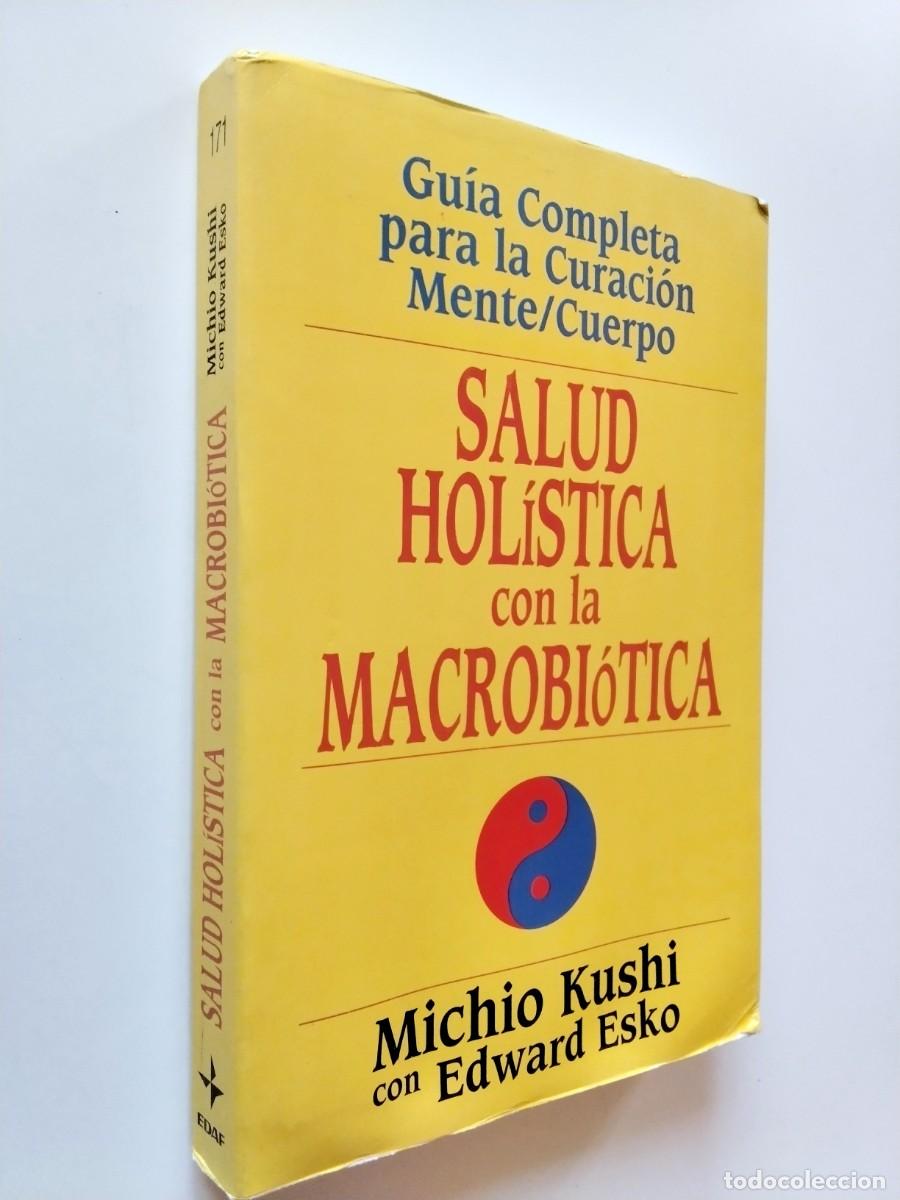 171
Michio Kushi
con Edward Esko
SALUD HOLíSTICA con la MACROBIóTICA
EDAF
Guía Completa
para la Curación
Mente/Cuerpo
SALUD
HOLíSTICA
con la
MACROBIóTICA
Michio Kushi
con Edward Esko
todocoleccion